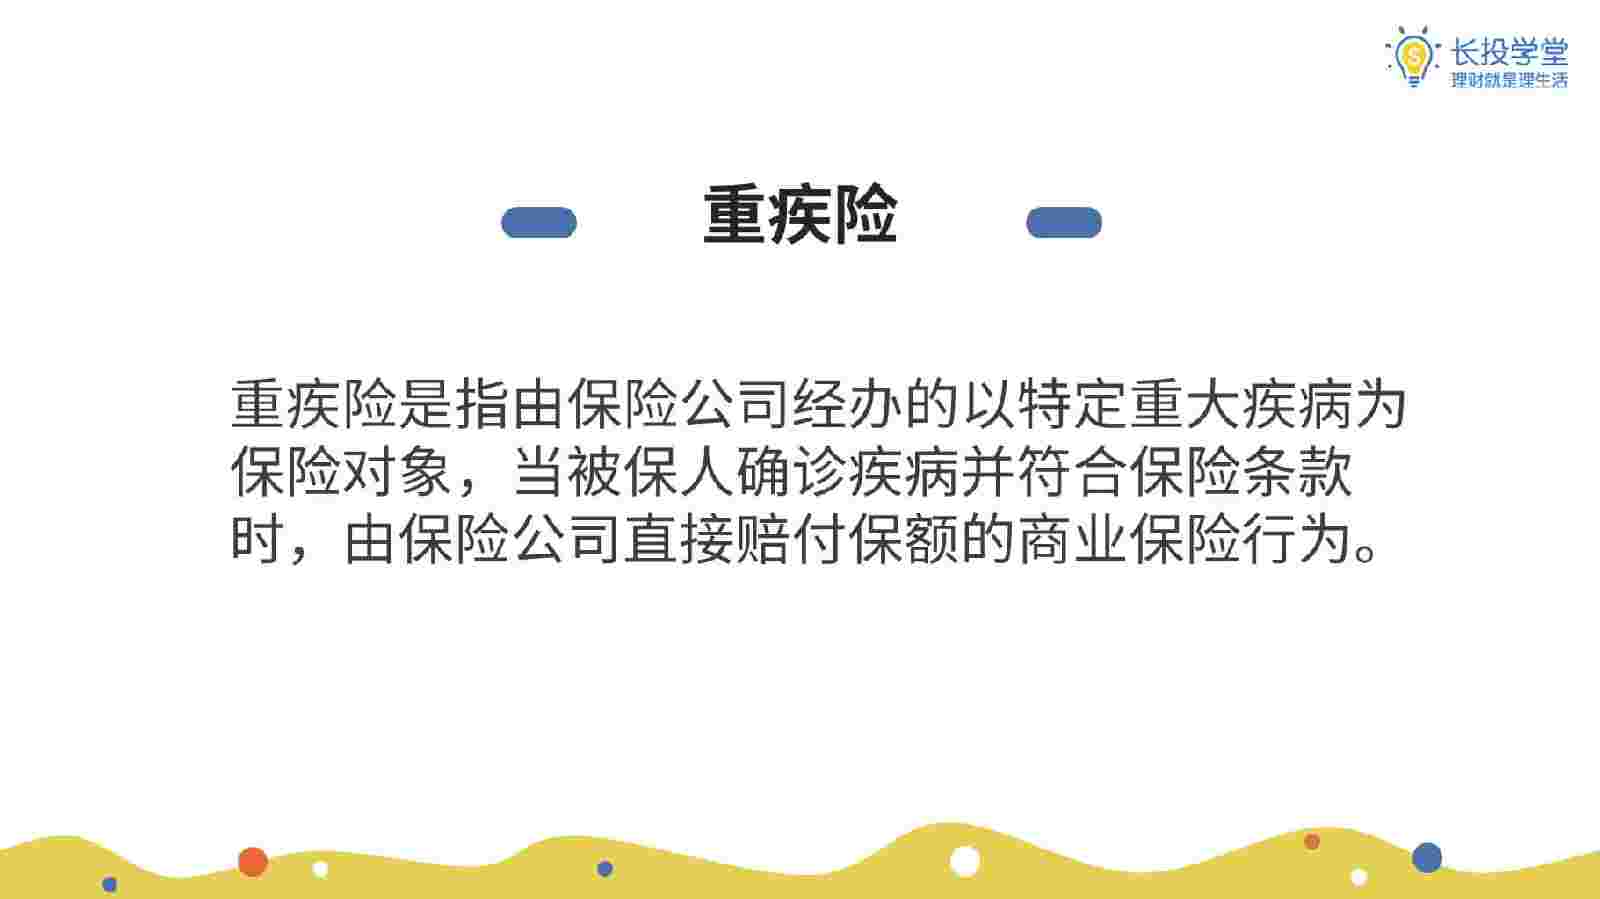 长投学堂
理财就是理生活
重疾险
重疾险是指由保险公司经办的以特定重大疾病为
保险对象，当被保人确诊疾病并符合保险条款
时，由保险公司直接赔付保额的商业保险行为。